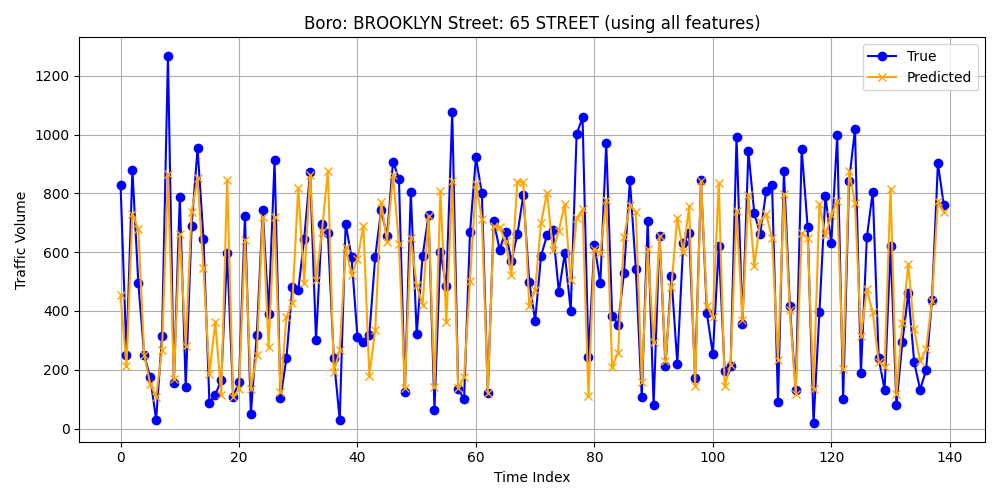 Boro: BROOKLYN Street: 65 STREET (using all features)
True
Predicted
Traffic Volume
1200
1000
800
600
400
200
0
0 20 40 60 80 100 120 140
Time Index